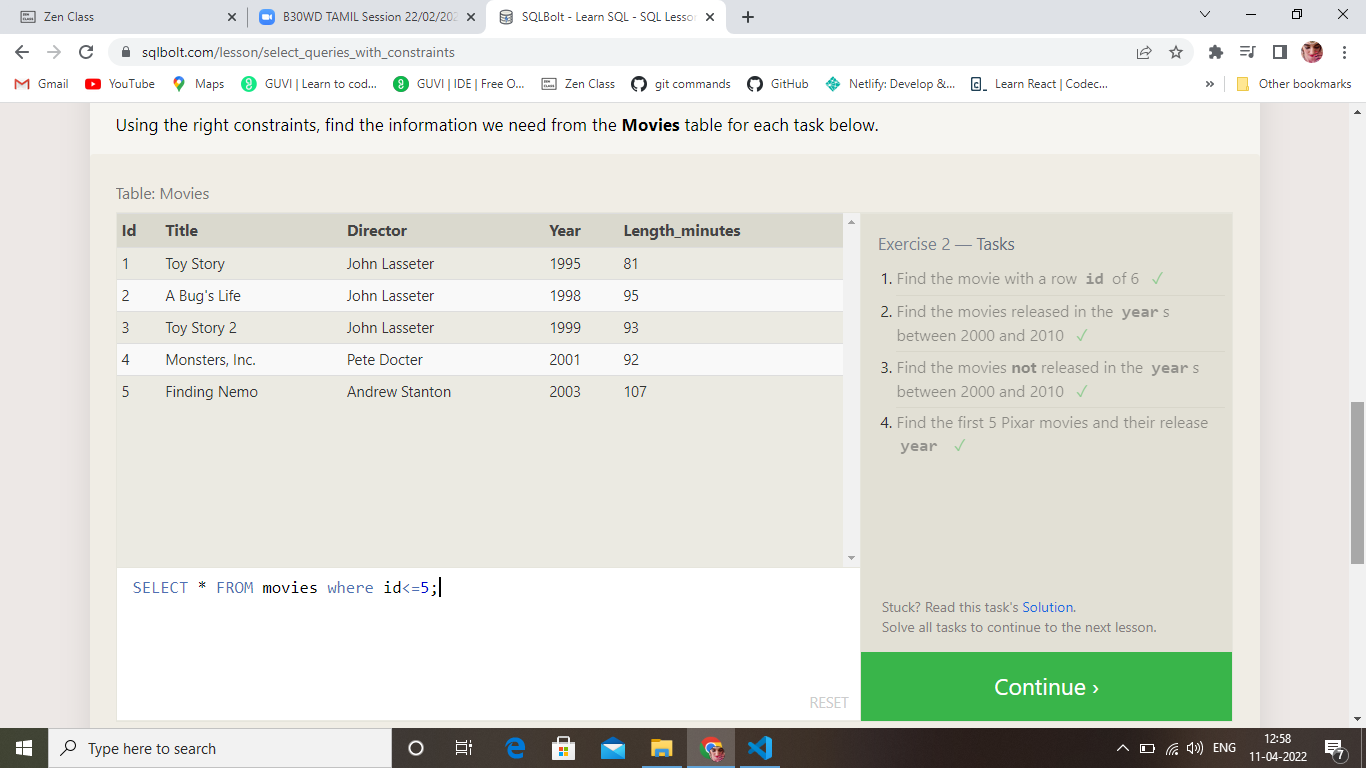 Zen Class
B30WD TAMIL Session 22/02/202
SQLBolt - Learn SQL - SQL Lesso
sqlbolt.com/lesson/select_queries_with_constraints
Gmail YouTube Maps GUVI | Learn to cod... GUVI | IDE | Free O... Zen Class git commands GitHub Netlify: Develop &... Learn React | Codec... » Other bookmarks
Using the right constraints, find the information we need from the Movies table for each task below.
Table: Movies
Id Title Director Year Length_minutes
1 Toy Story John Lasseter 1995 81
2 A Bug's Life John Lasseter 1998 95
3 Toy Story 2 John Lasseter 1999 93
4 Monsters, Inc. Pete Docter 2001 92
5 Finding Nemo Andrew Stanton 2003 107
SELECT * FROM movies where id<=5;
RESET
Exercise 2 — Tasks
1. Find the movie with a row id of 6 ✓
2. Find the movies released in the year s
between 2000 and 2010 ✓
3. Find the movies not released in the year s
between 2000 and 2010 ✓
4. Find the first 5 Pixar movies and their release
year ✓
Stuck? Read this task's Solution.
Solve all tasks to continue to the next lesson.
Continue ›
Type here to search
ENG
12:58
11-04-2022
7